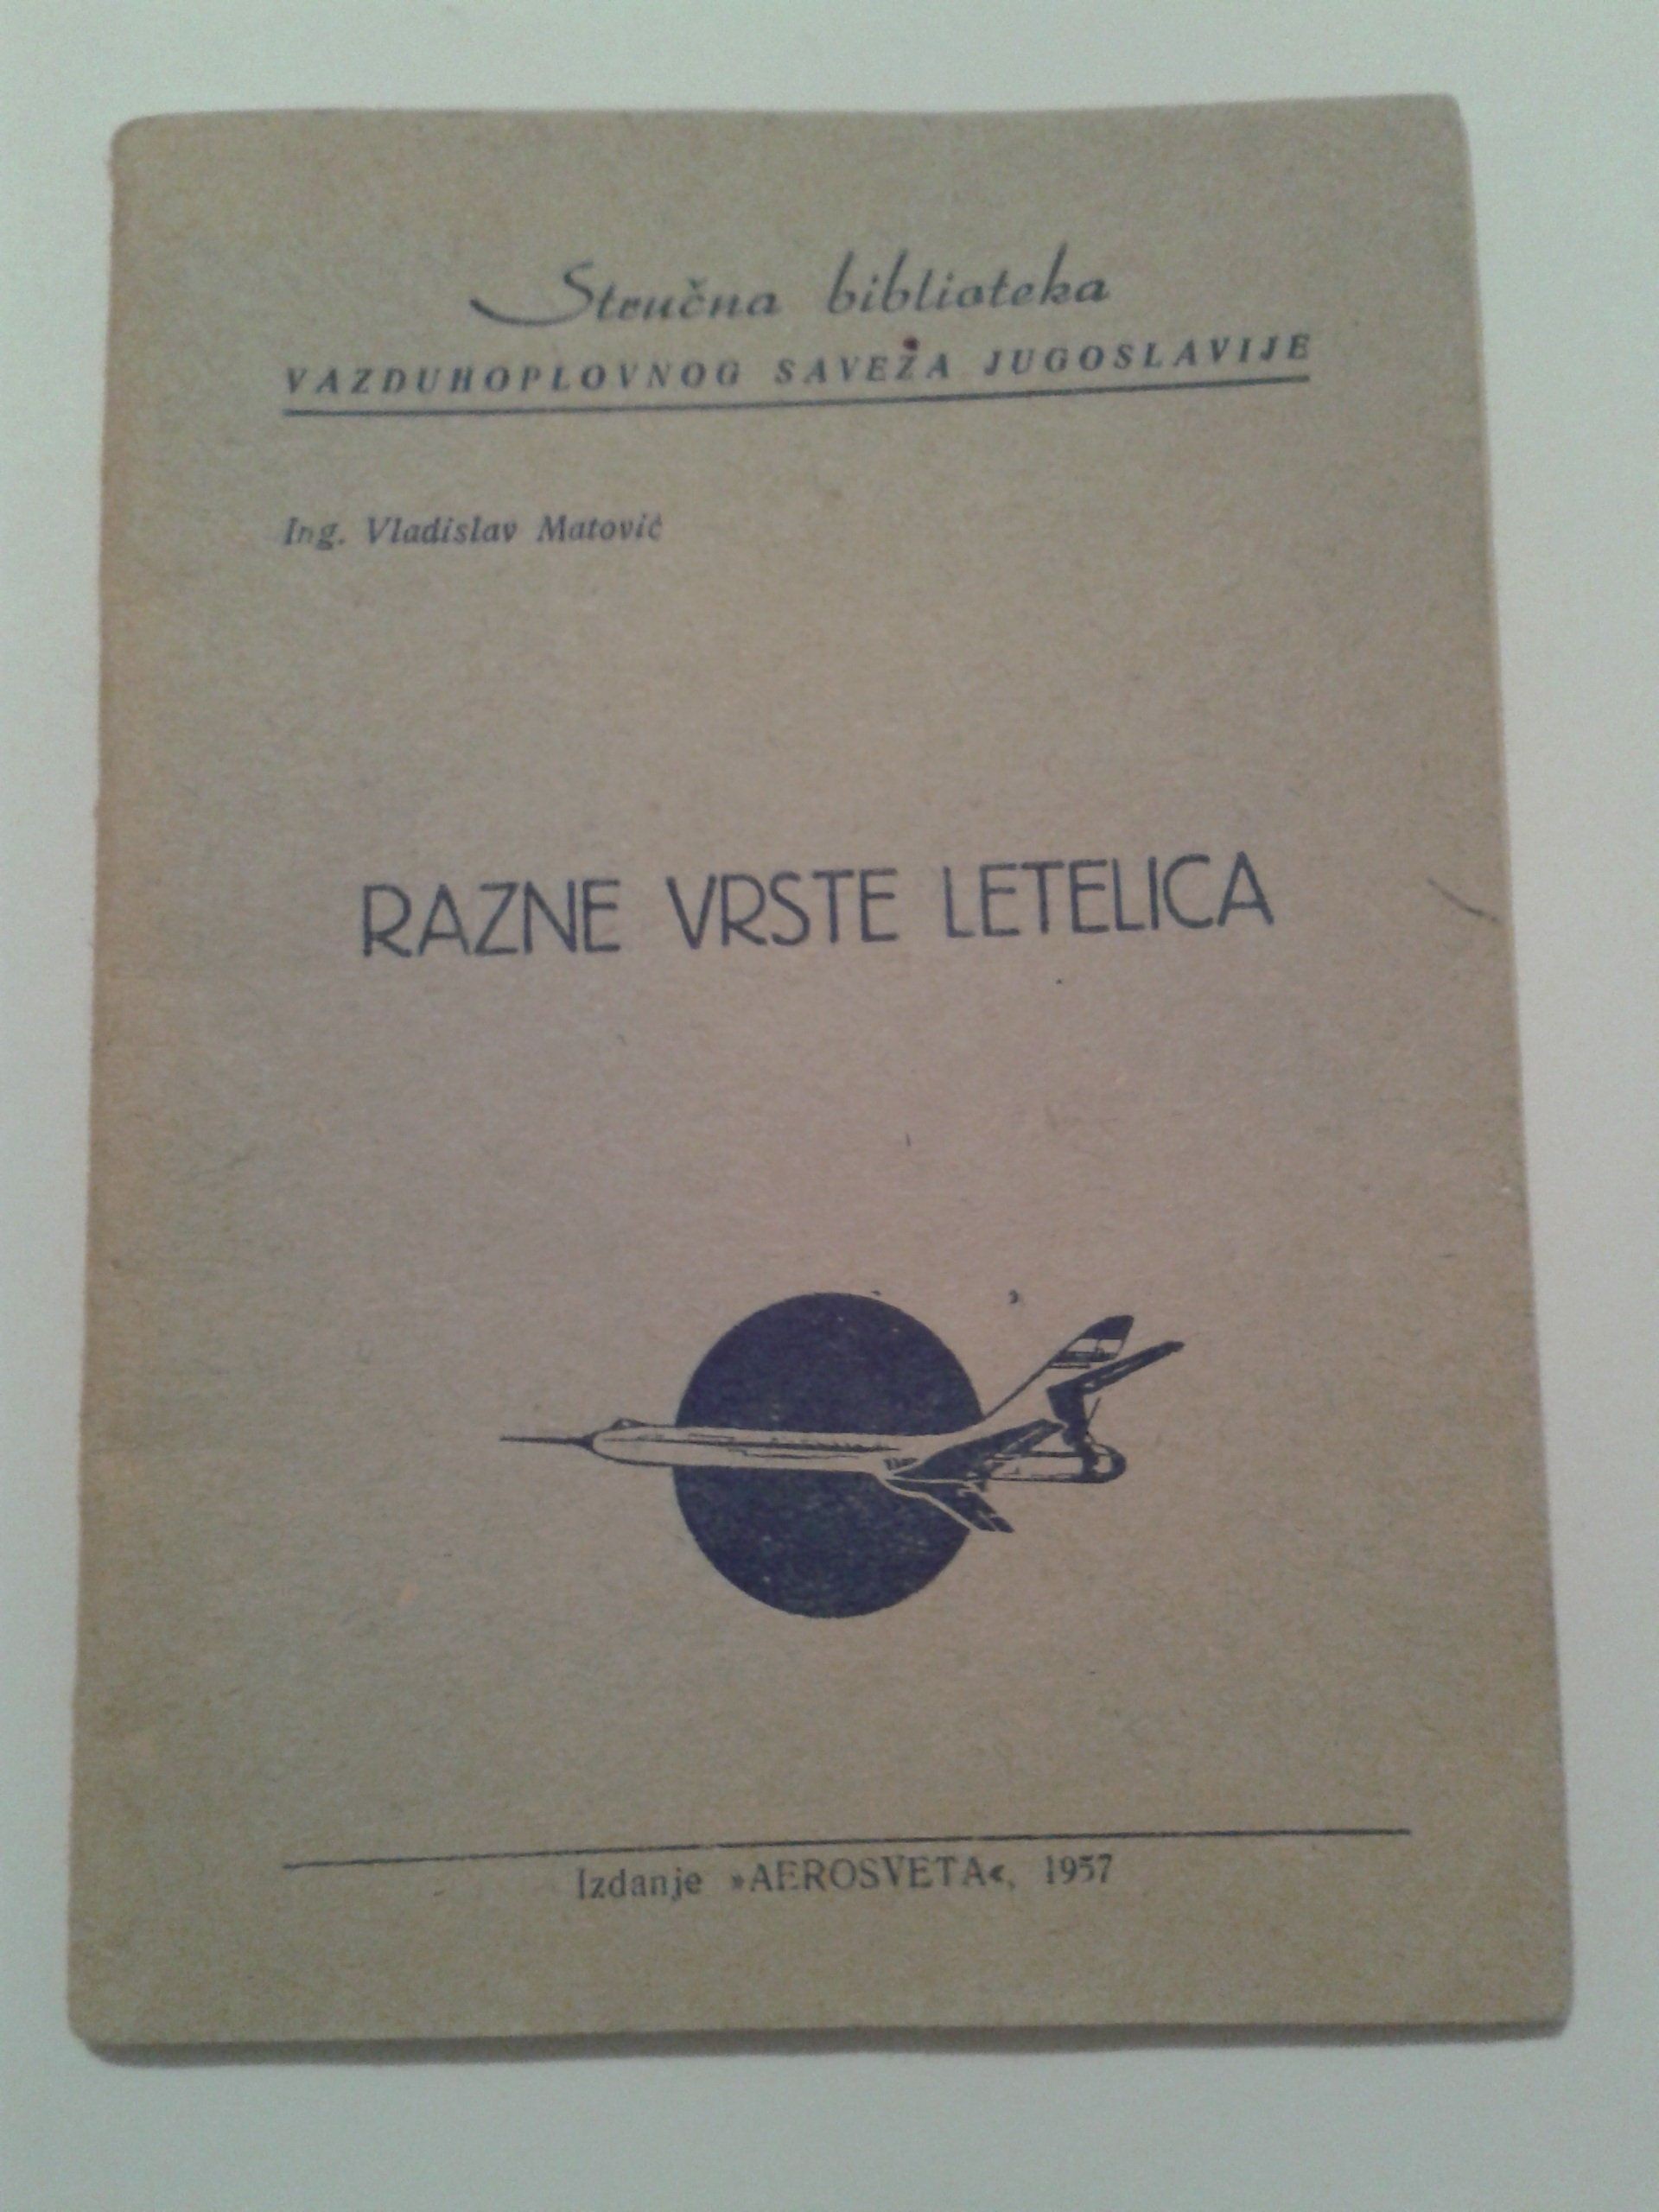 Stručna biblioteka
VAZDUHOPLOVNOG SAVEZA JUGOSLAVIJE
Ing. Vladislav Matović
RAZNE VRSTE LETELICA
Izdanje »AEROSVETA«, 1957